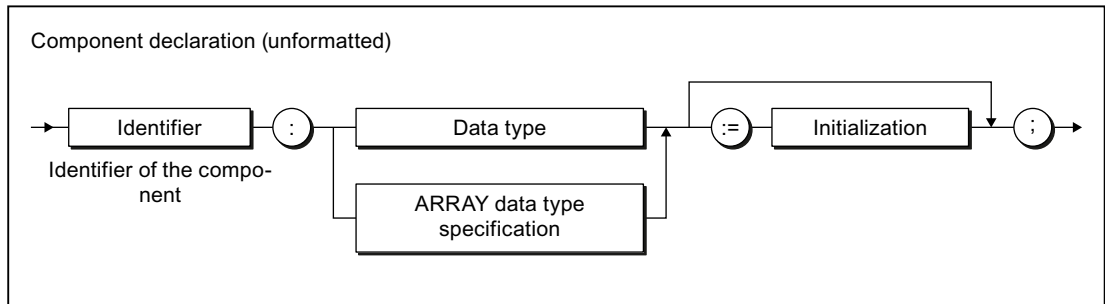 Component declaration (unformatted)
Identifier
:
Data type
:=
Initialization
;
Identifier of the compo-
nent
ARRAY data type
specification